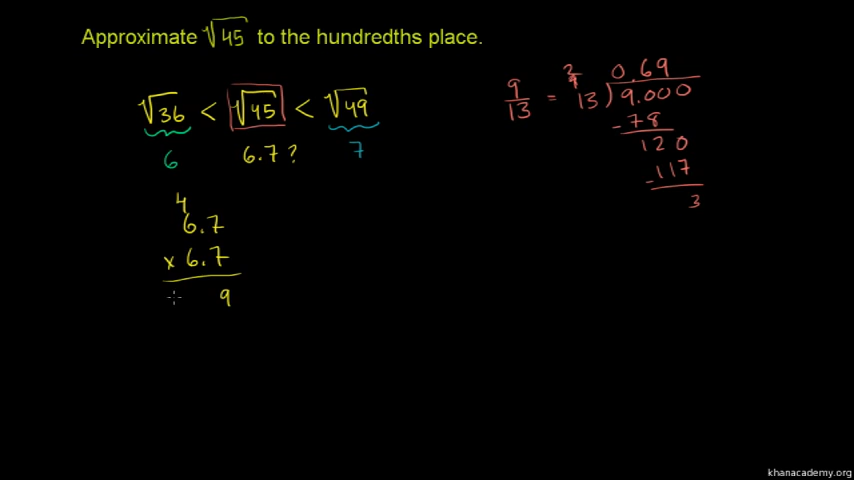 Approximate √45 to the hundredths place.
√36 < √45 < √49
6 6.7? 7
4
6.7
× 6.7
9
9/13 = 13 ) 9.000
0.69
- 78
120
- 117
3
khanacademy.org